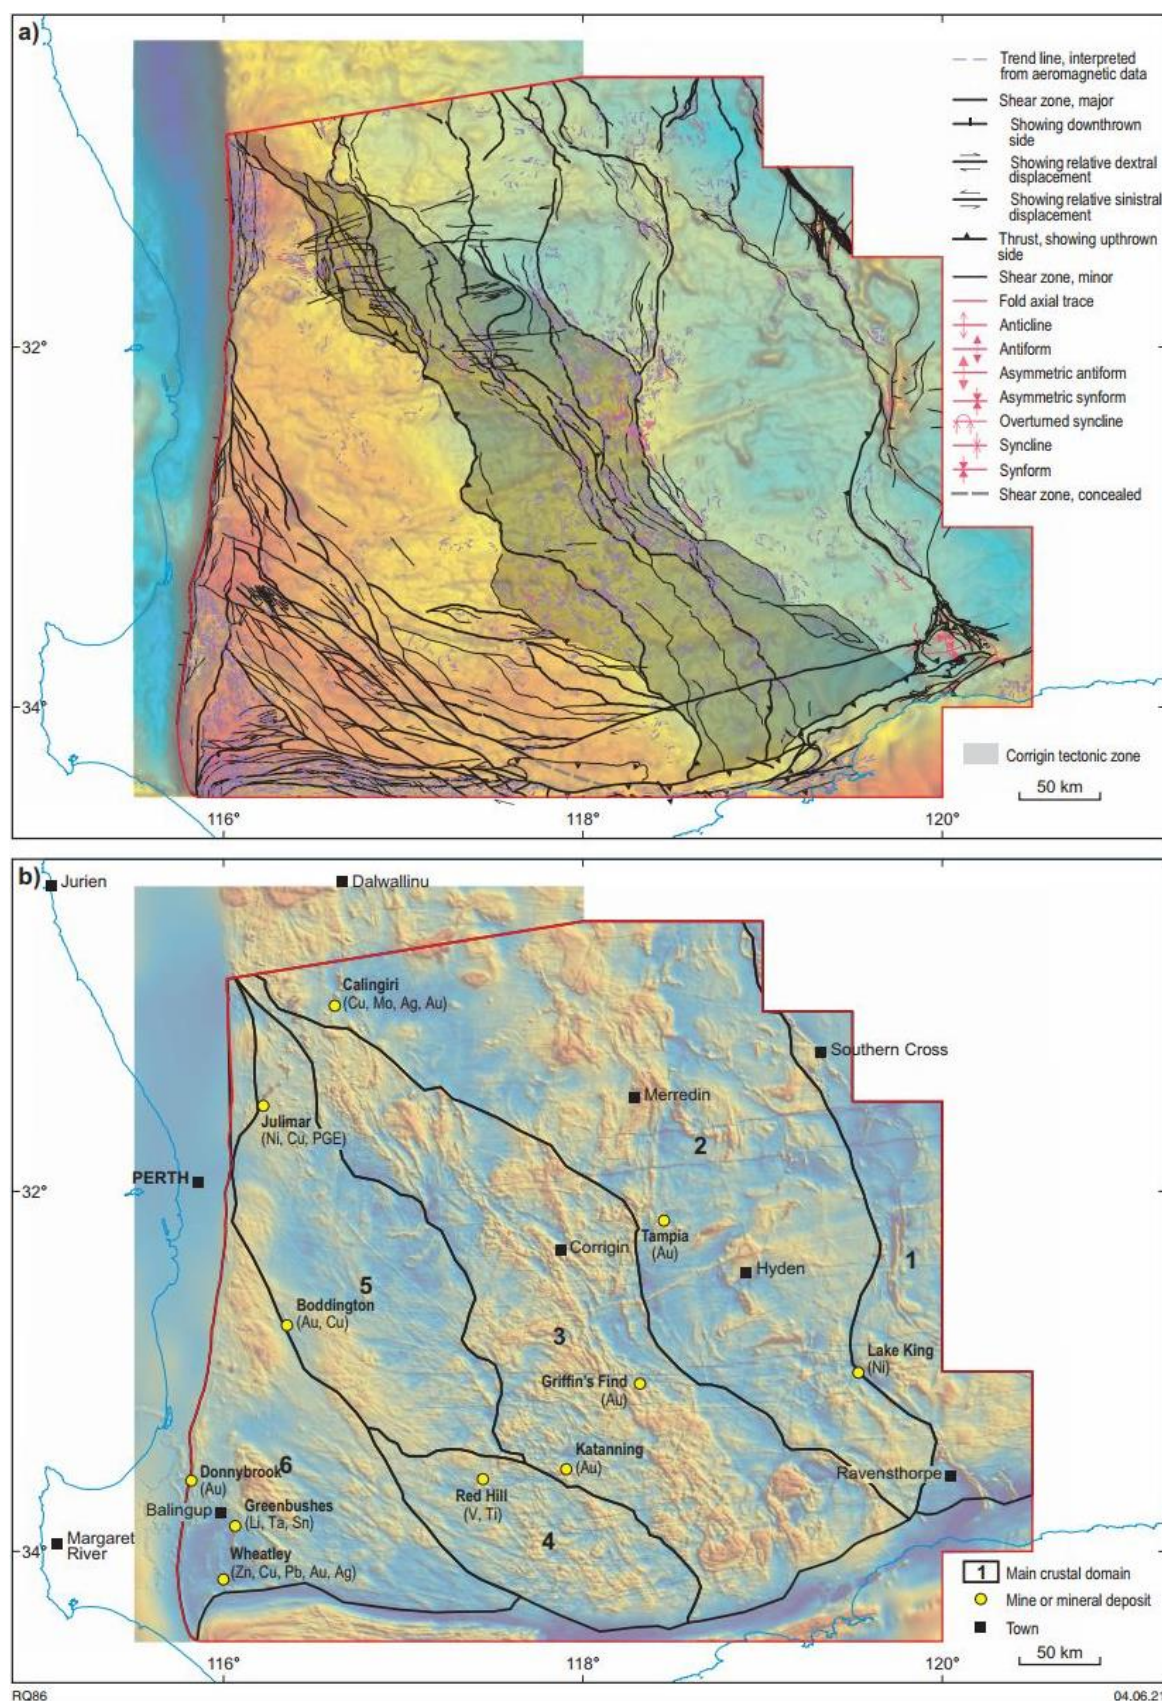 a)
Trend line, interpreted
from aeromagnetic data
Shear zone, major
Showing downthrown
side
Showing relative dextral
displacement
Showing relative sinistral
displacement
Thrust, showing upthrown
side
Shear zone, minor
Fold axial trace
Anticline
Antiform
Asymmetric antiform
Asymmetric synform
Overturned syncline
Syncline
Synform
Shear zone, concealed
32°
34°
Corrigin tectonic zone
50 km
116°
118°
120°
b)
Jurien
Dalwallinu
Calingiri
(Cu, Mo, Ag, Au)
Southern Cross
Merredin
Julimar
(Ni, Cu, PGE)
2
PERTH
32°
Tampia
(Au)
Corrigin
Hyden
1
5
Boddington
(Au, Cu)
3
Lake King
(Ni)
Griffin's Find
(Au)
Katanning
(Au)
6
Donnybrook
(Au)
Ravensthorpe
Red Hill
(V, Ti)
Balingup
Greenbushes
(Li, Ta, Sn)
4
Margaret
River
34°
Wheatley
(Zn, Cu, Pb, Au, Ag)
1 Main crustal domain
Mine or mineral deposit
Town
50 km
116°
118°
120°
RQ86
04.06.21